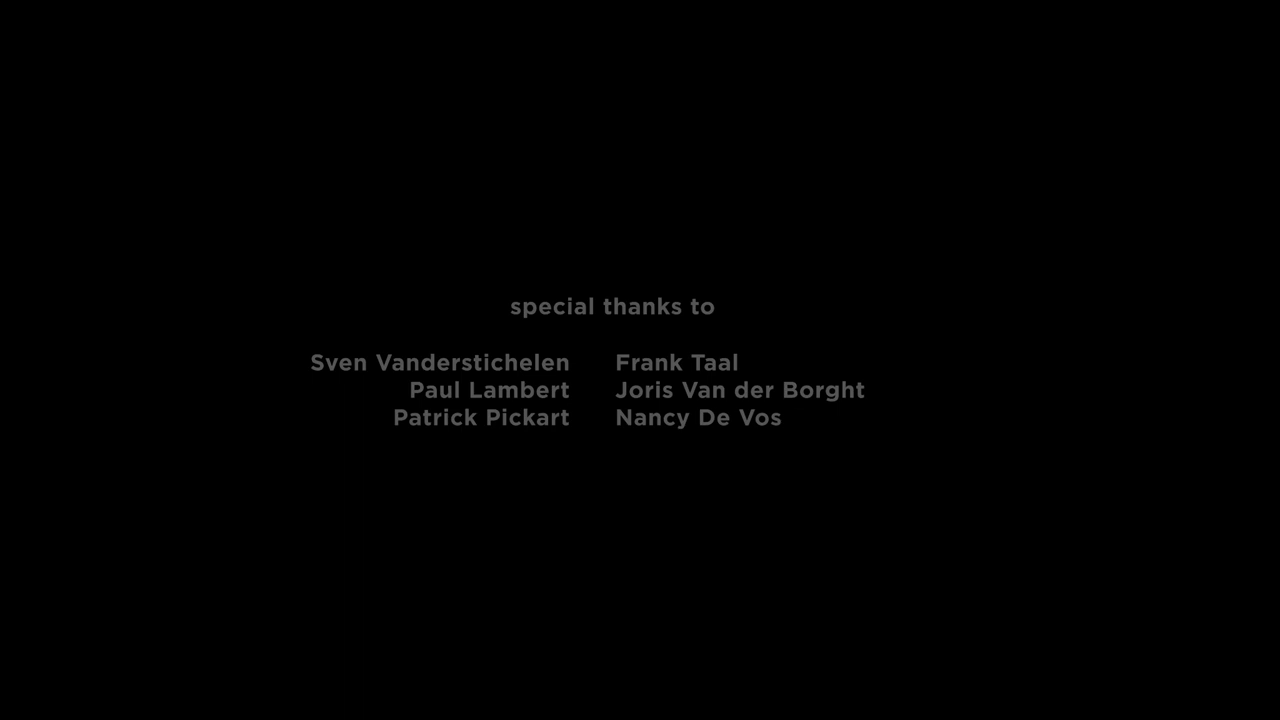 special thanks to
Sven Vanderstichelen Frank Taal
Paul Lambert Joris Van der Borght
Patrick Pickart Nancy De Vos